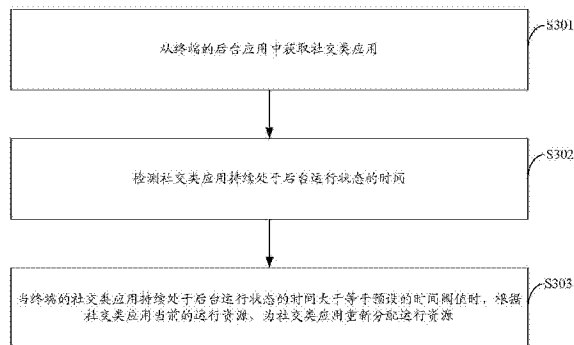 S301
从终端的后台应用中获取社交类应用
S302
检测社交类应用持续处于后台运行状态的时间
S303
当终端的社交类应用持续处于后台运行状态的时间大于等于预设的时间阈值时，根据
社交类应用当前的运行资源，为社交类应用重新分配运行资源